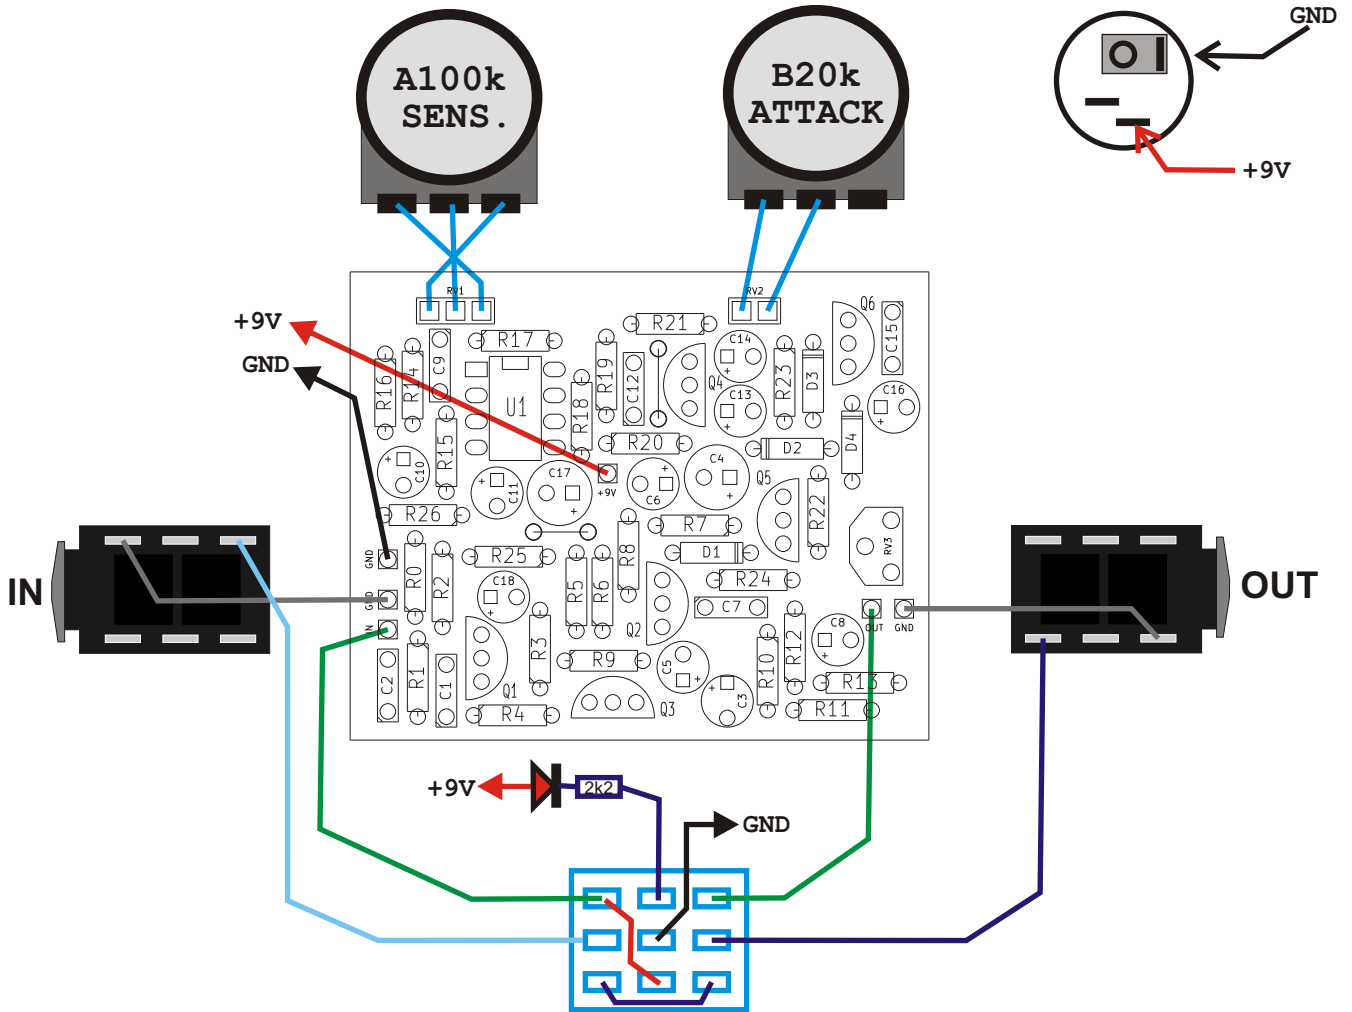 GND
A100k
SENS.
B20k
ATTACK
+9V
RV1
RV2
Q6
+9V
R21
C15
R17
C14
GND
C9
R16
R14
R19
C12
Q4
R23
D3
C16
U1
R18
C13
R15
R20
D2
D4
C10
C17
C4
Q5
C11
+9V
C6
R26
R7
R22
RV3
R8
D1
GND
R25
R0
R2
R5
R6
R24
C18
IN
OUT
GND
C7
Q2
OUT
GND
IN
R3
R12
C8
R9
C5
R10
R1
C2
C1
Q1
R13
C3
R4
Q3
R11
+9V
2k2
GND